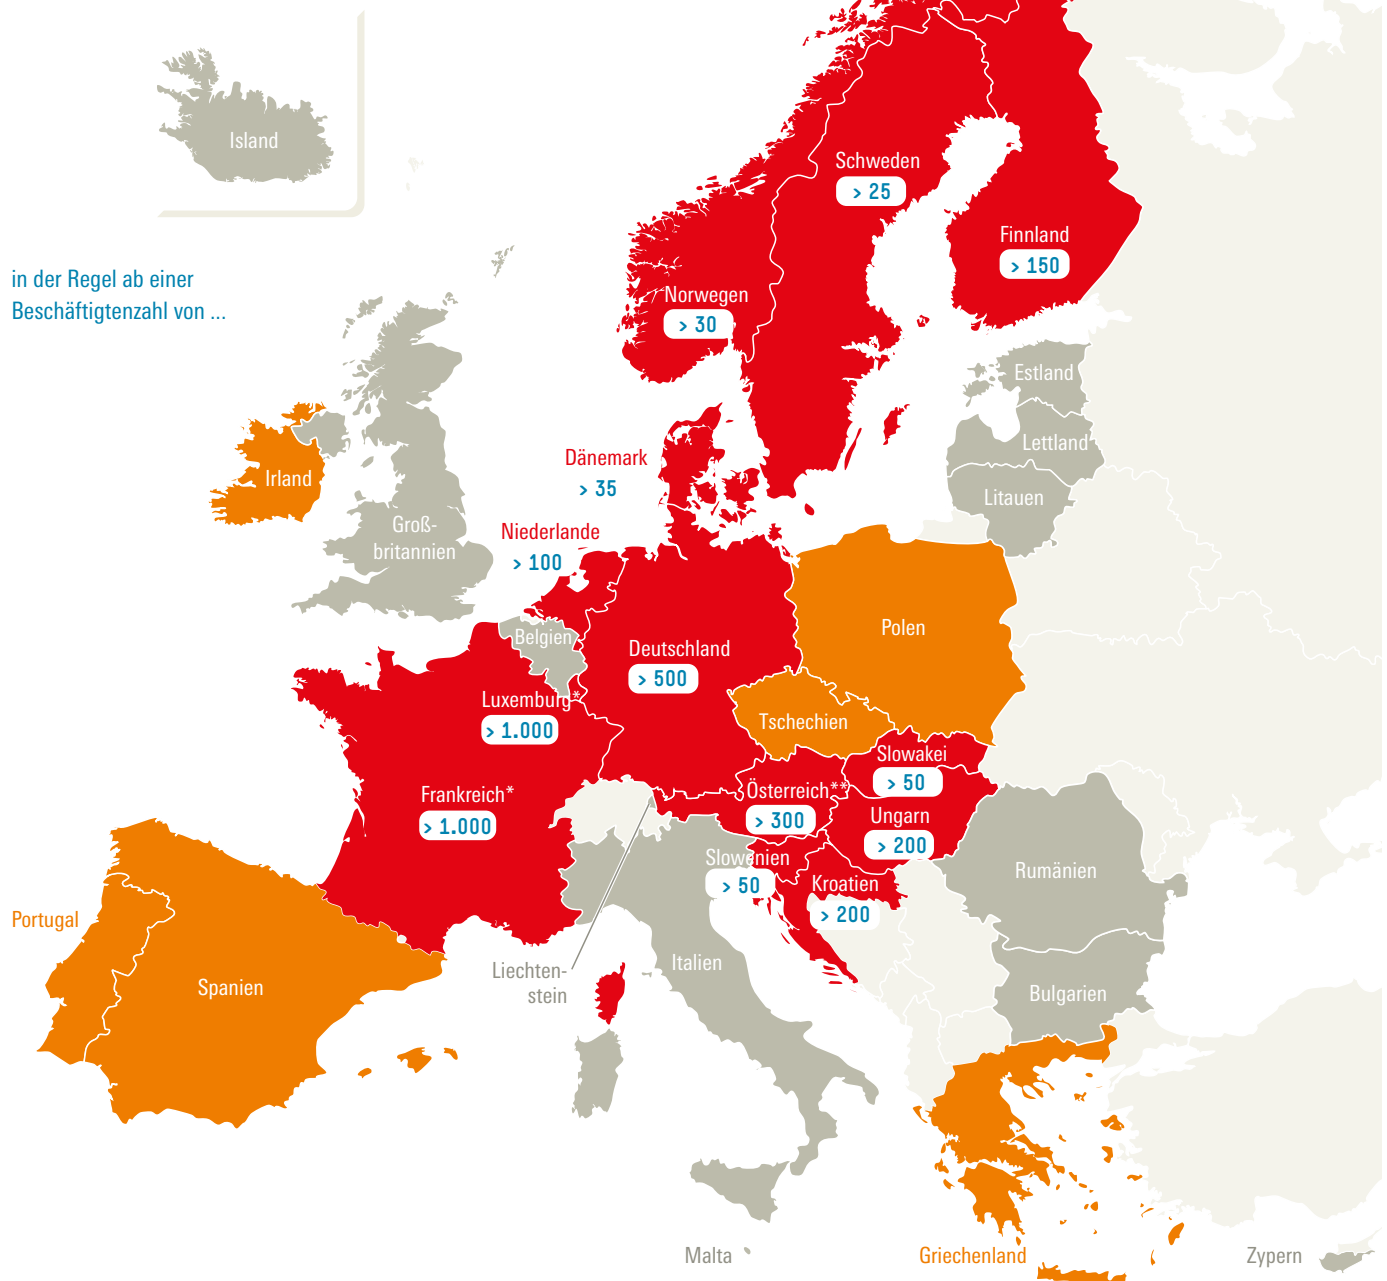 Island
in der Regel ab einer
Beschäftigtenzahl von ...
Schweden
> 25
Finnland
> 150
Norwegen
> 30
Estland
Lettland
Litauen
Dänemark
> 35
Irland
Groß-
britannien
Niederlande
> 100
Belgien
Deutschland
> 500
Polen
Luxemburg*
> 1.000
Tschechien
Slowakei
> 50
Frankreich*
> 1.000
Österreich**
> 300
Ungarn
> 200
Slowenien
> 50
Kroatien
> 200
Rumänien
Portugal
Spanien
Liechten-
stein
Italien
Bulgarien
Malta
Griechenland
Zypern